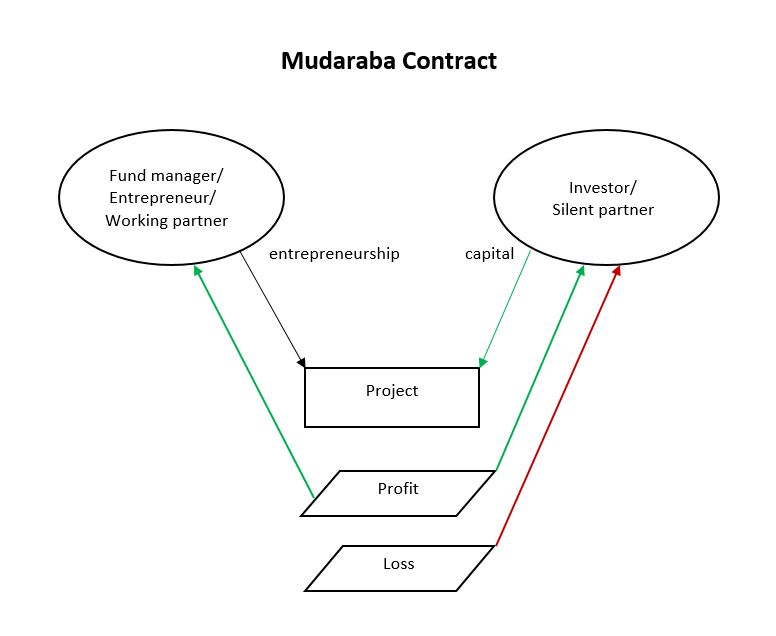 Mudaraba Contract
Fund manager/
Entrepreneur/
Working partner
Investor/
Silent partner
entrepreneurship
capital
Project
Profit
Loss